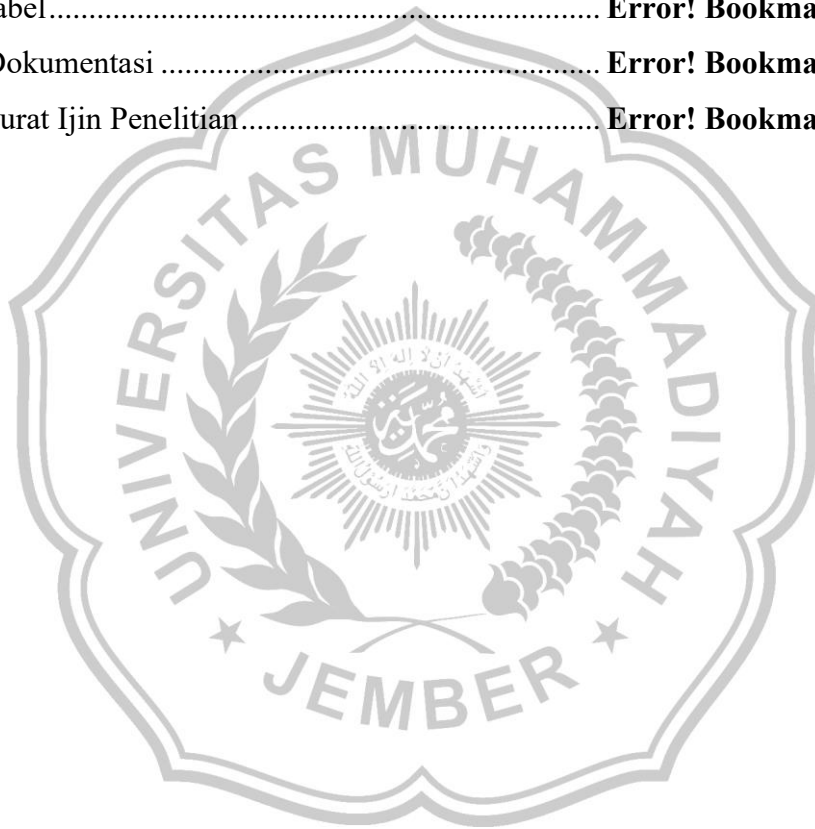 abel.......................................................................... Error! Bookma
Dokumentasi ........................................................... Error! Bookma
urat Ijin Penelitian................................................. Error! Bookma
UNIVERSITAS MUHAMMADIYAH
JEMBER